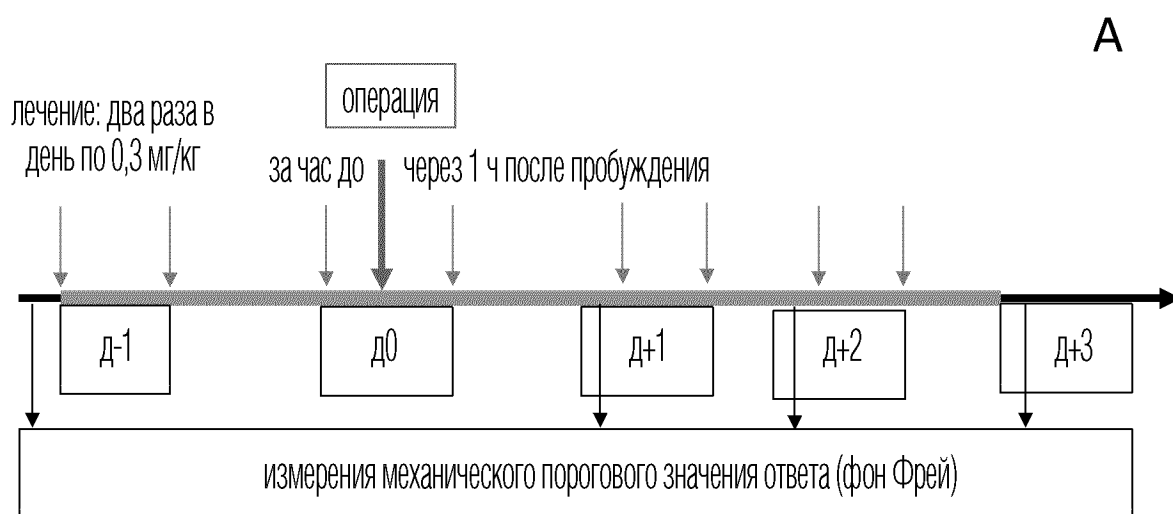 A
операция
лечение: два раза в
день по 0,3 мг/кг
за час до
через 1 ч после пробуждения
д-1
д0
д+1
д+2
д+3
измерения механического порогового значения ответа (фон Фрей)